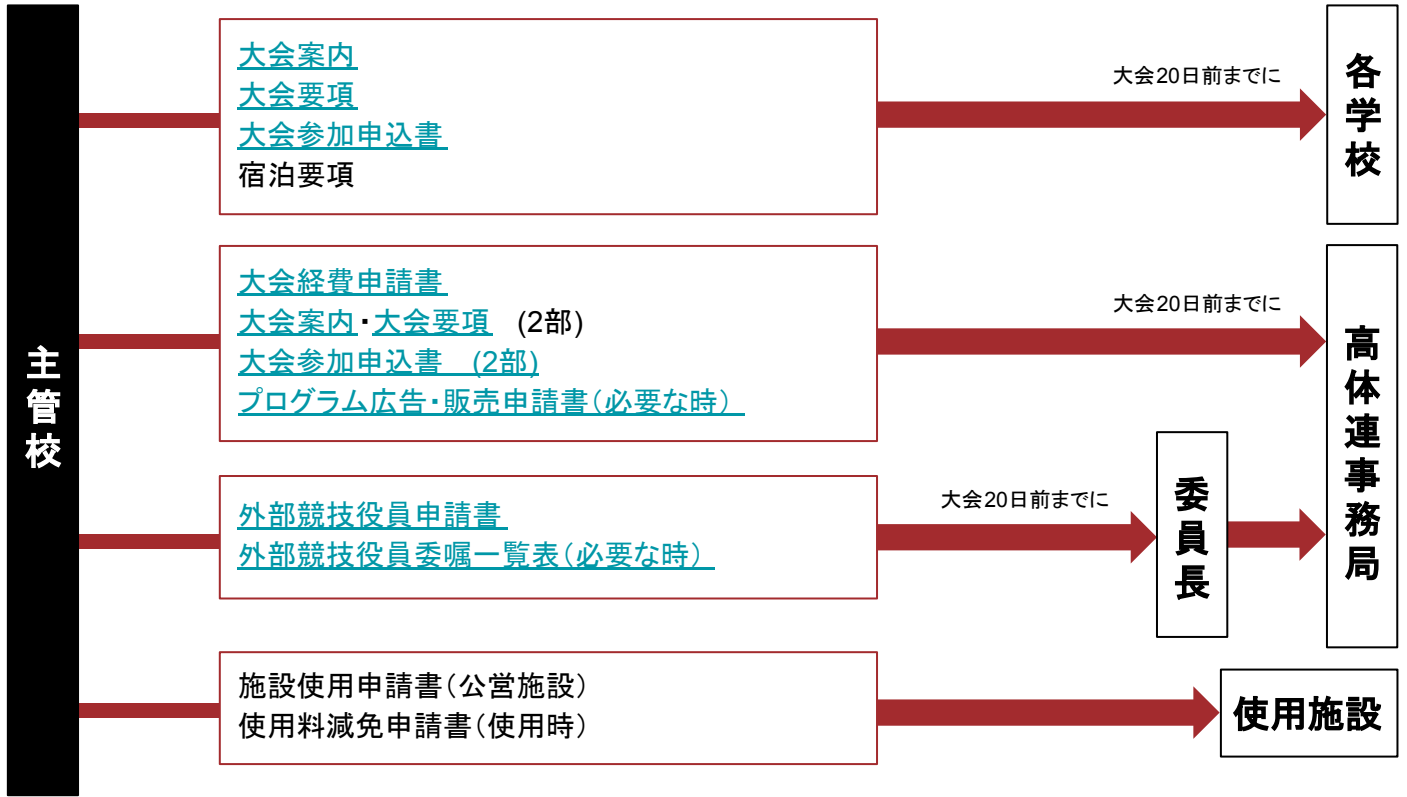 主管校
大会案内
大会要項
大会参加申込書
宿泊要項
大会20日前までに
各学校
大会経費申請書
大会案内・大会要項　(2部)
大会参加申込書　(2部)
プログラム広告・販売申請書(必要な時)
大会20日前までに
高体連事務局
外部競技役員申請書
外部競技役員委嘱一覧表(必要な時)
大会20日前までに
委員長
施設使用申請書(公営施設)
使用料減免申請書(使用時)
使用施設